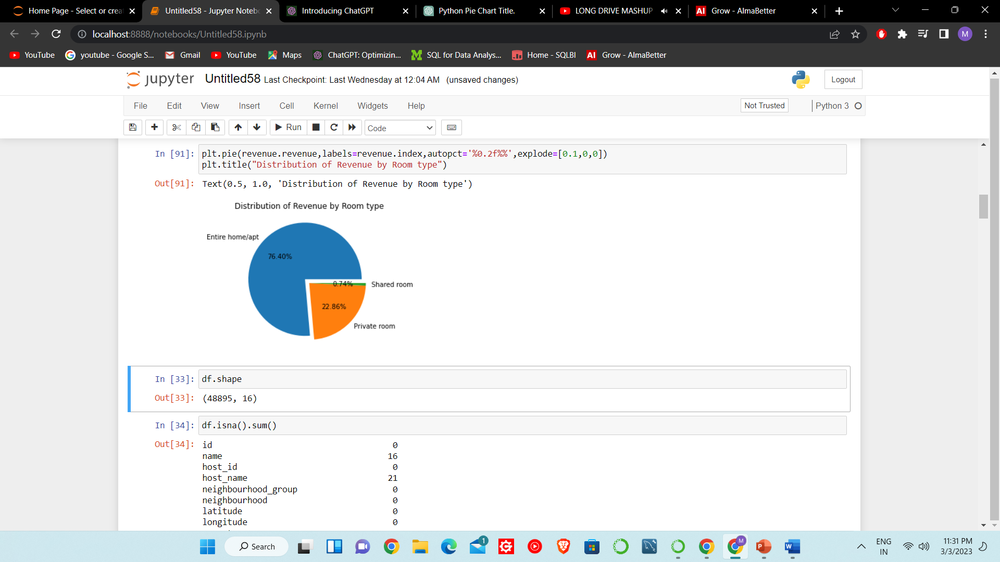 Home Page - Select or crea
Untitled58 - Jupyter Notebo
Introducing ChatGPT
Python Pie Chart Title.
LONG DRIVE MASHUP
AI Grow - AlmaBetter
localhost:8888/notebooks/Untitled58.ipynb
M
YouTube
youtube - Google S...
Gmail
YouTube
Maps
ChatGPT: Optimizin...
SQL for Data Analys...
Home - SQLBI
AI Grow - AlmaBetter
jupyter Untitled58 Last Checkpoint: Last Wednesday at 12:04 AM (unsaved changes)
Logout
File Edit View Insert Cell Kernel Widgets Help
Not Trusted
Python 3
Run
Code
In [91]: plt.pie(revenue.revenue,labels=revenue.index,autopct='%0.2f%%',explode=[0.1,0,0])
plt.title("Distribution of Revenue by Room type")
Out[91]: Text(0.5, 1.0, 'Distribution of Revenue by Room type')
Distribution of Revenue by Room type
Entire home/apt
76.40%
0.74%
Shared room
22.86%
Private room
In [33]: df.shape
Out[33]: (48895, 16)
In [34]: df.isna().sum()
Out[34]: id 0
name 16
host_id 0
host_name 21
neighbourhood_group 0
neighbourhood 0
latitude 0
longitude 0
Search
1
M
P
W
ENG
IN
11:31 PM
3/3/2023